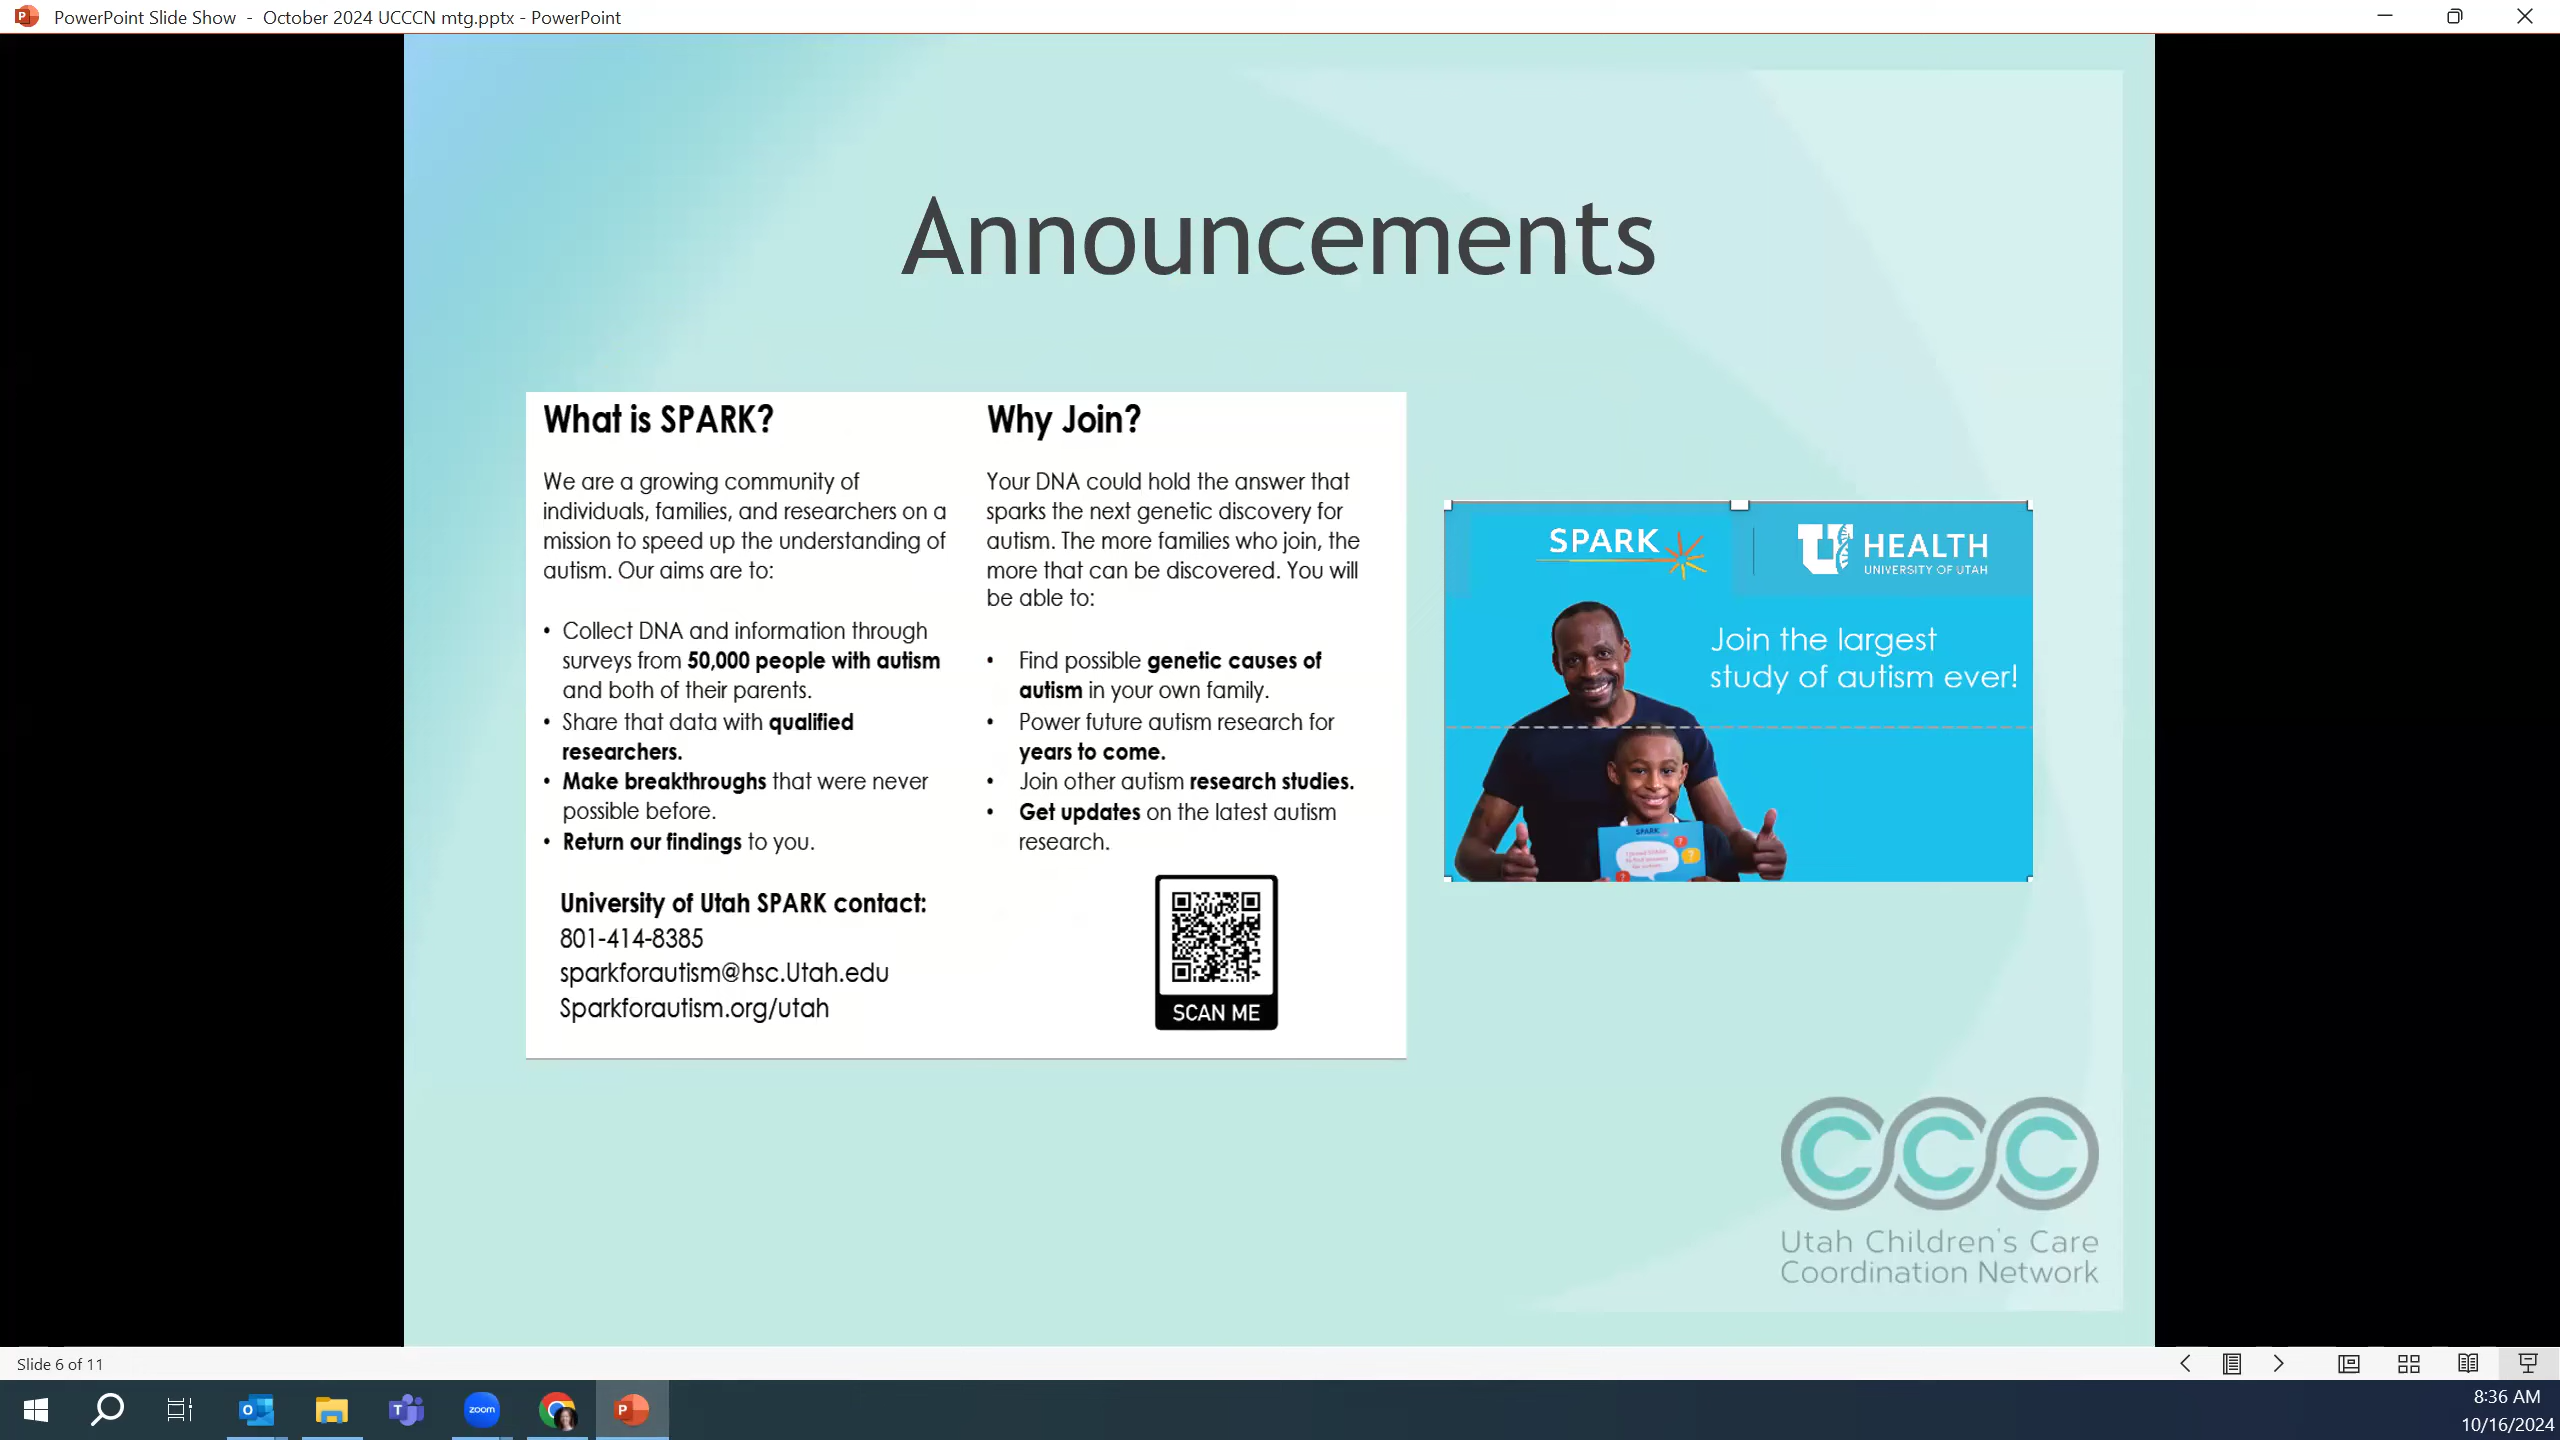 PowerPoint Slide Show - October 2024 UCCCN mtg.pptx - PowerPoint
Announcements
What is SPARK?
We are a growing community of
individuals, families, and researchers on a
mission to speed up the understanding of
autism. Our aims are to:
• Collect DNA and information through
surveys from 50,000 people with autism
and both of their parents.
• Share that data with qualified
researchers.
• Make breakthroughs that were never
possible before.
• Return our findings to you.
University of Utah SPARK contact:
801-414-8385
sparkforautism@hsc.Utah.edu
Sparkforautism.org/utah
Why Join?
Your DNA could hold the answer that
sparks the next genetic discovery for
autism. The more families who join, the
more that can be discovered. You will
be able to:
• Find possible genetic causes of
autism in your own family.
• Power future autism research for
years to come.
• Join other autism research studies.
• Get updates on the latest autism
research.
SCAN ME
SPARK
U HEALTH
UNIVERSITY OF UTAH
Join the largest
study of autism ever!
SPARK
CCC
Utah Children's Care
Coordination Network
Slide 6 of 11
zoom
8:36 AM
10/16/2024